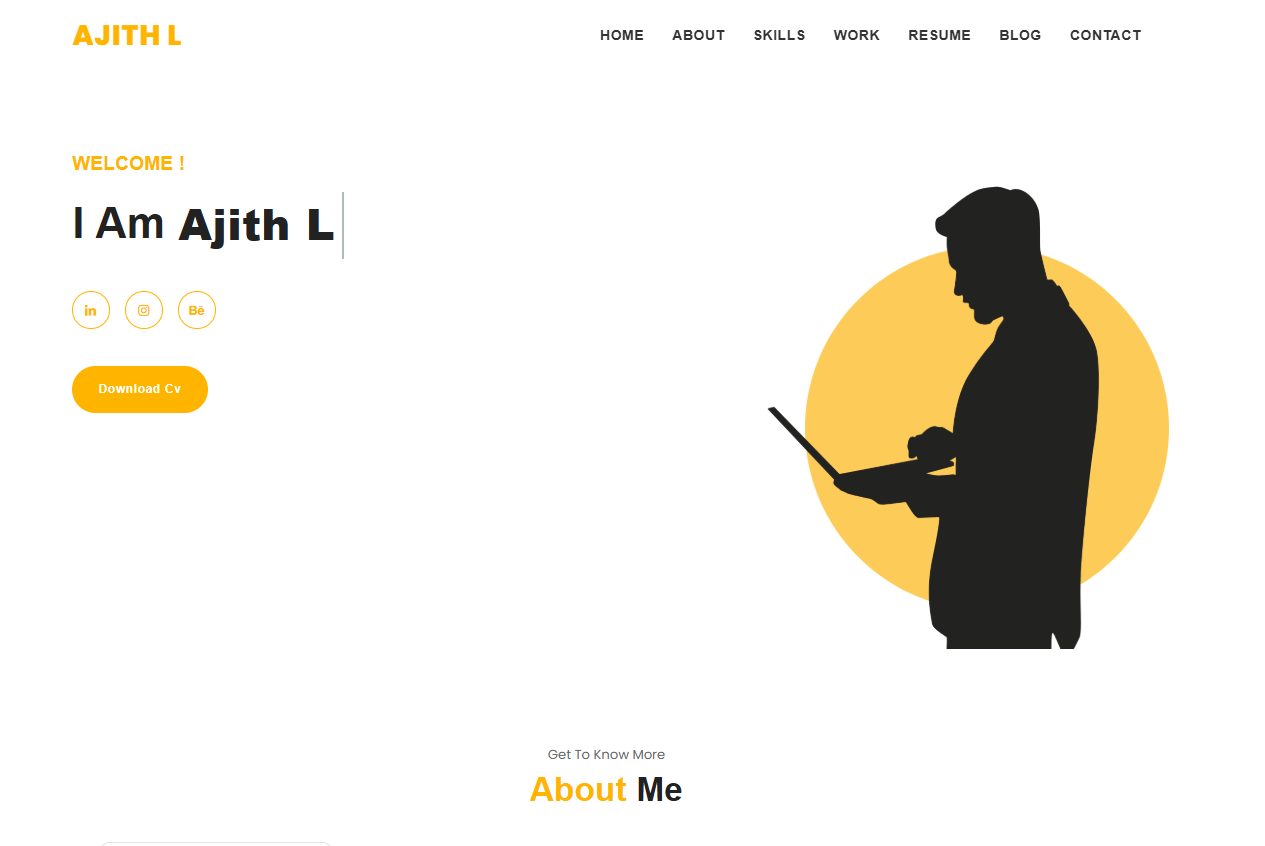 AJITH L
HOME ABOUT SKILLS WORK RESUME BLOG CONTACT
WELCOME !
I Am Ajith L
Bē
Download Cv
Get To Know More
About Me